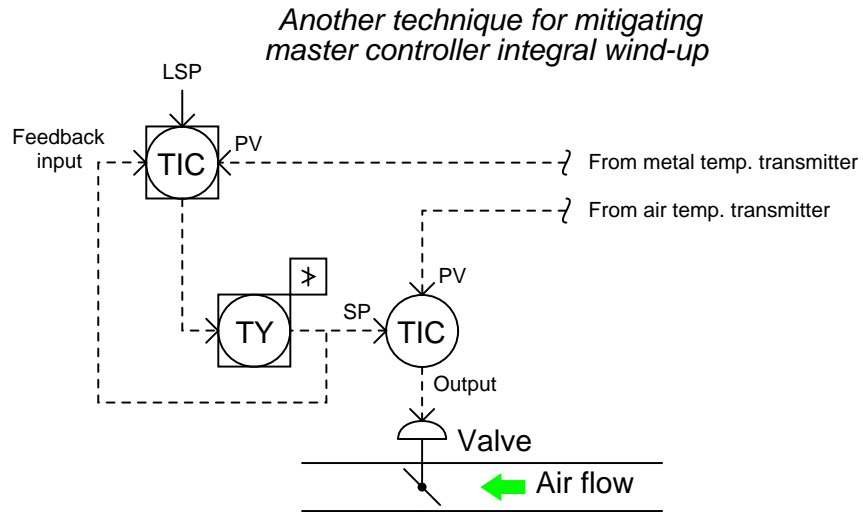 Another technique for mitigating
master controller integral wind-up
LSP
Feedback
input
TIC
PV
From metal temp. transmitter
From air temp. transmitter
PV
TY
SP
TIC
Output
Valve
Air flow